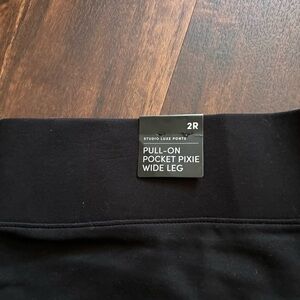 2R
STUDIO LUXE PONTE
PULL-ON
POCKET PIXIE
WIDE LEG